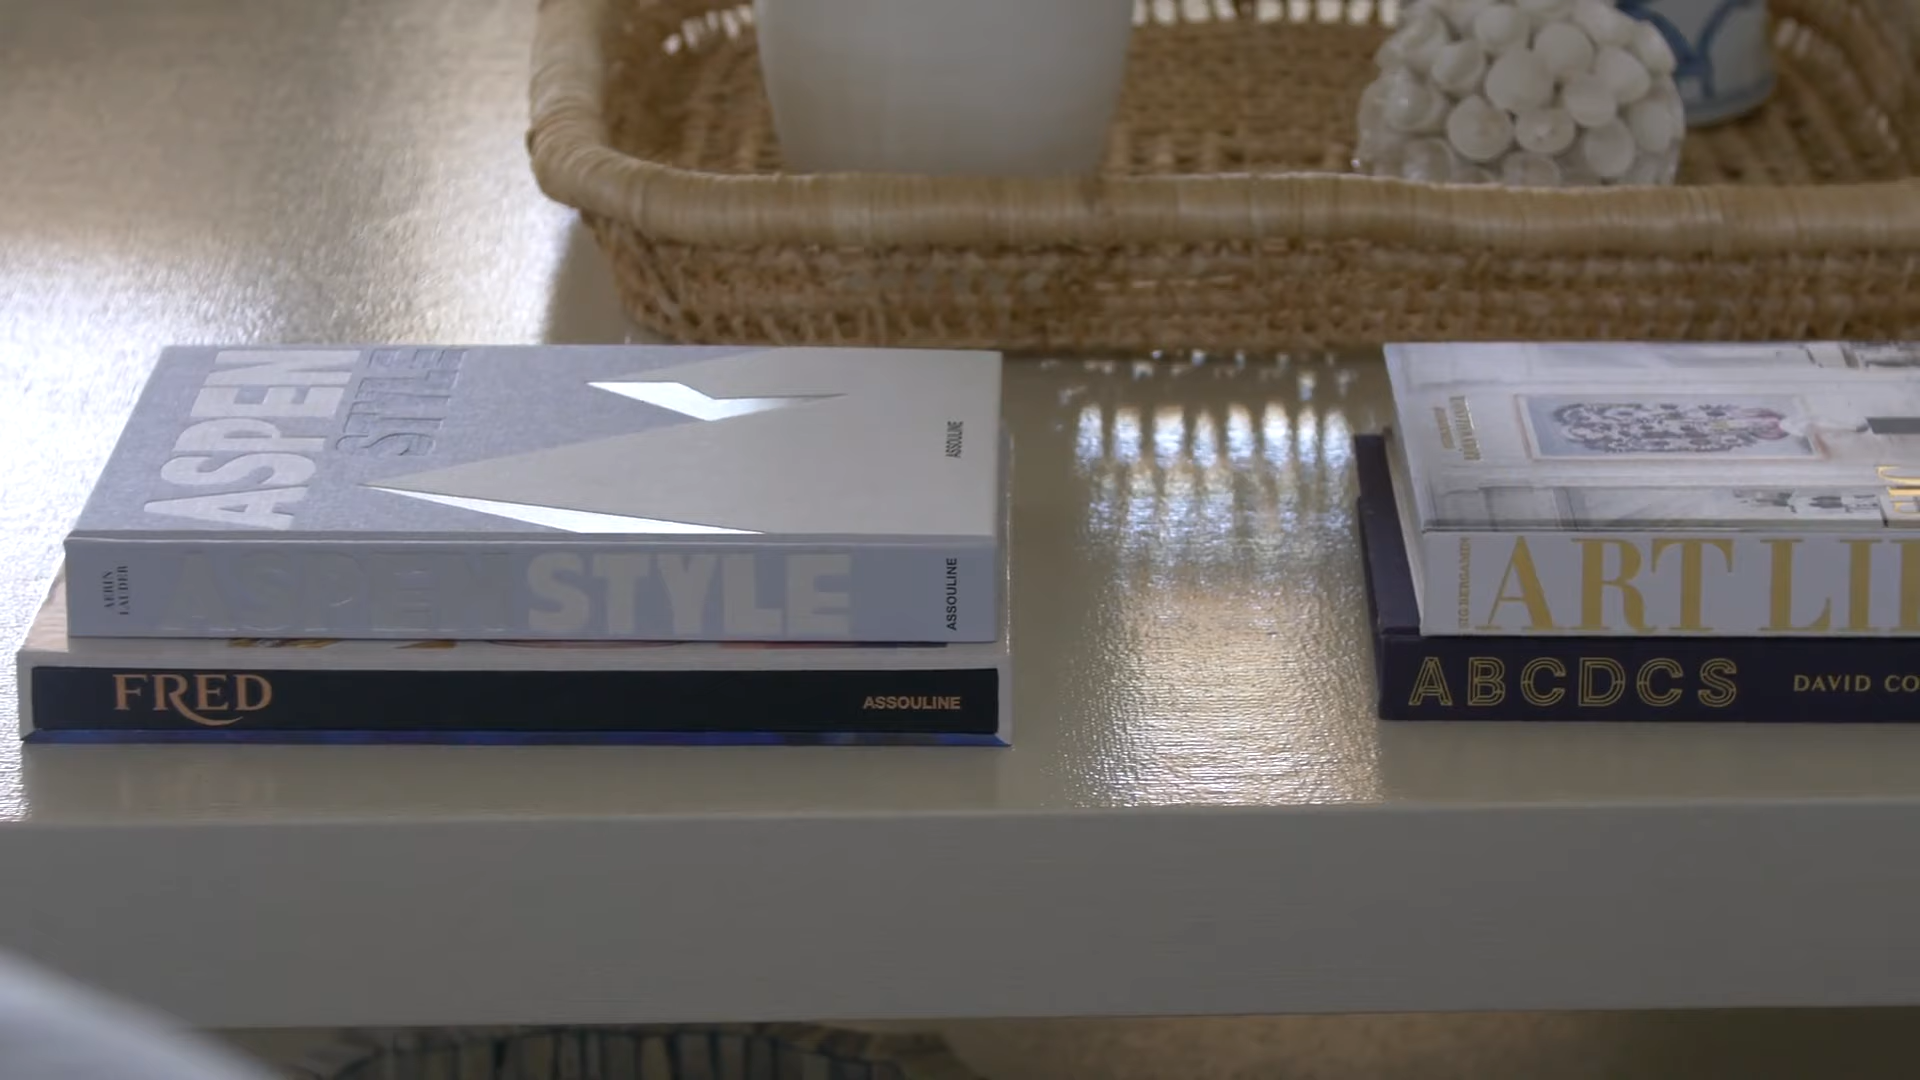 ASPEN
STYLE
ASSOULINE
AERIN
LAUDER
ASPEN STYLE
ASSOULINE
FRED
ASSOULINE
ART LI
ABCDCS
DAVID CO